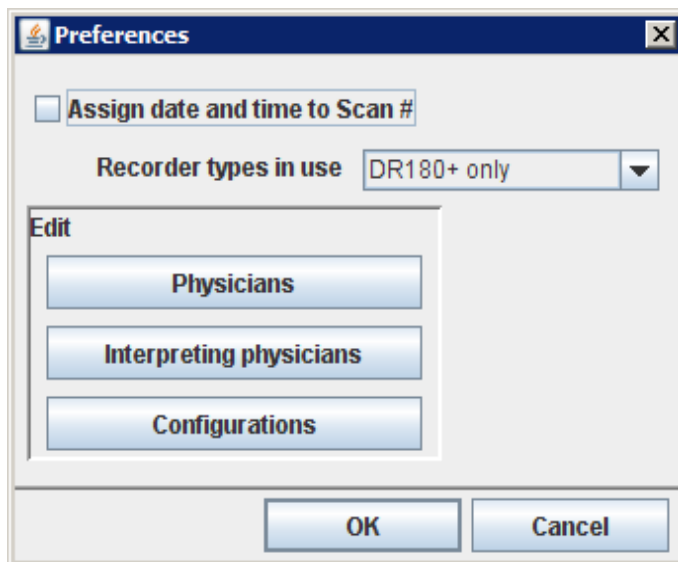 Preferences
Assign date and time to Scan #
Recorder types in use DR180+ only
Edit
Physicians
Interpreting physicians
Configurations
OK Cancel